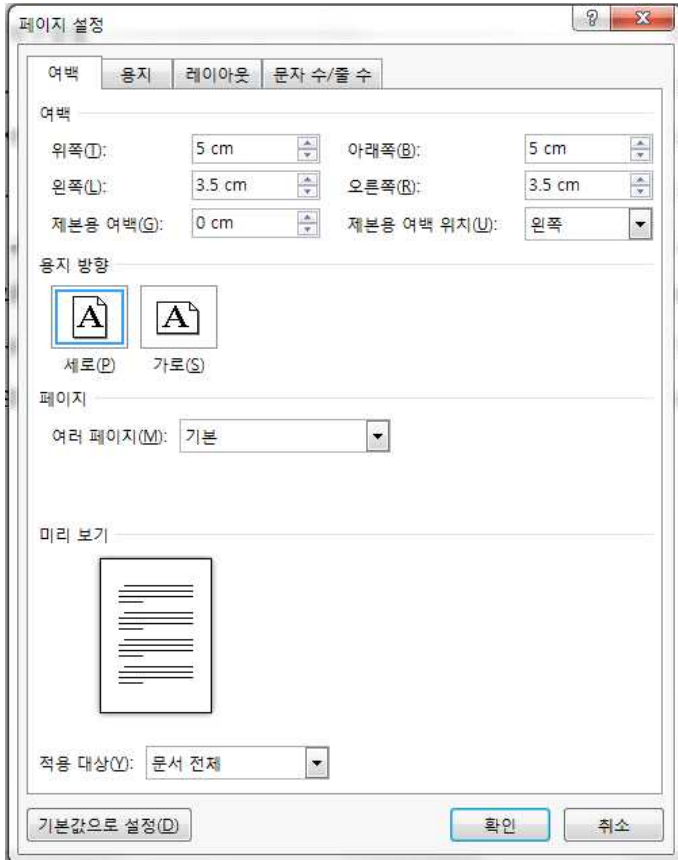 페이지 설정
여백 용지 레이아웃 문자 수/줄 수
여백
위쪽(T): 5 cm 아래쪽(B): 5 cm
왼쪽(L): 3.5 cm 오른쪽(R): 3.5 cm
제본용 여백(G): 0 cm 제본용 여백 위치(U): 왼쪽
용지 방향
A A
세로(P) 가로(S)
페이지
여러 페이지(M): 기본
미리 보기
적용 대상(Y): 문서 전체
기본값으로 설정(D) 확인 취소